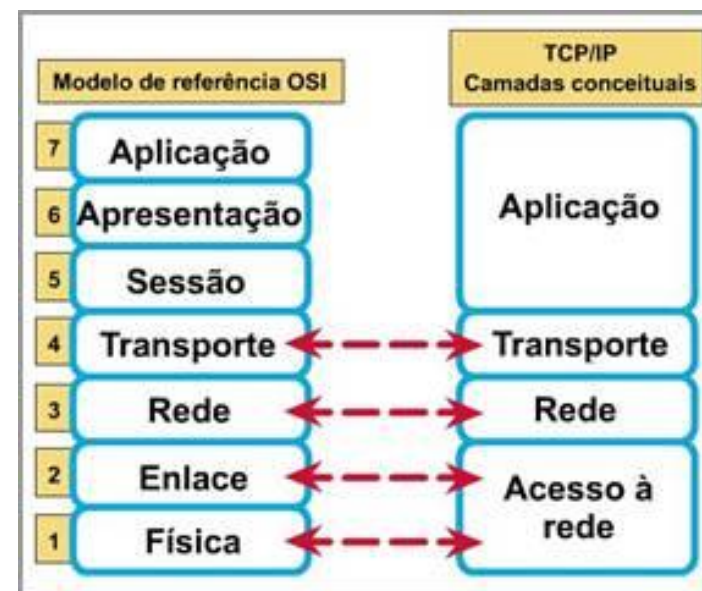 Modelo de referência OSI
TCP/IP
Camadas conceituais
7
Aplicação
6
Apresentação
5
Sessão
4
Transporte
3
Rede
2
Enlace
1
Física
Aplicação
Transporte
Rede
Acesso à
rede